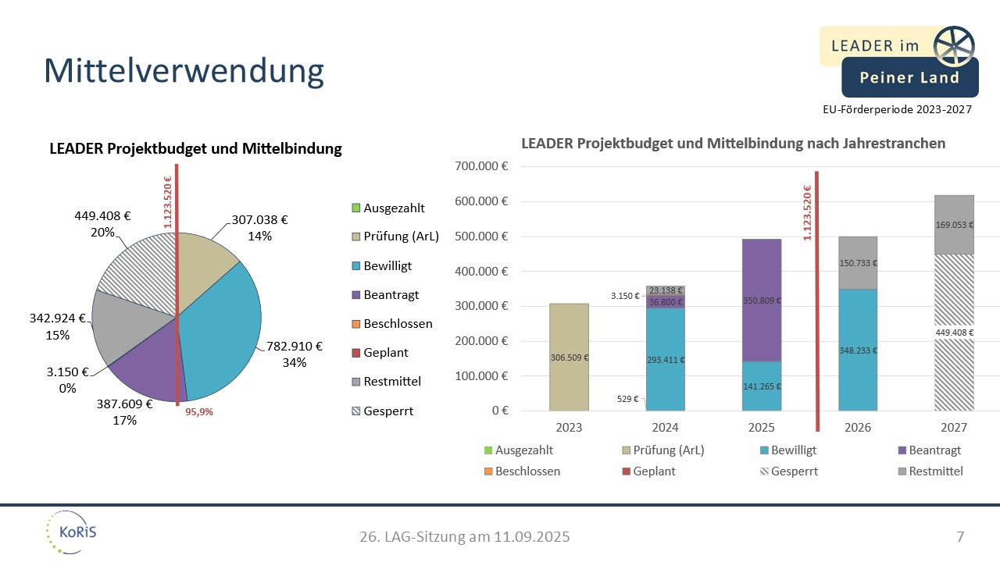 Mittelverwendung
LEADER im
Peiner Land
EU-Förderperiode 2023-2027
LEADER Projektbudget und Mittelbindung
1.123.520 €
449.408 €
20%
307.038 €
14%
342.924 €
15%
782.910 €
34%
3.150 €
0%
387.609 €
17%
95,9%
Ausgezahlt
Prüfung (ArL)
Bewilligt
Beantragt
Beschlossen
Geplant
Restmittel
Gesperrt
LEADER Projektbudget und Mittelbindung nach Jahrestranchen
700.000 €
600.000 €
500.000 €
400.000 €
300.000 €
200.000 €
100.000 €
0 €
306.509 €
3.150 €
23.138 €
36.800 €
293.411 €
529 €
350.809 €
141.265 €
1.123.520 €
150.733 €
348.233 €
169.053 €
449.408 €
2023 2024 2025 2026 2027
Ausgezahlt Prüfung (ArL) Bewilligt Beantragt
Beschlossen Geplant Gesperrt Restmittel
KoRiS
26. LAG-Sitzung am 11.09.2025
7